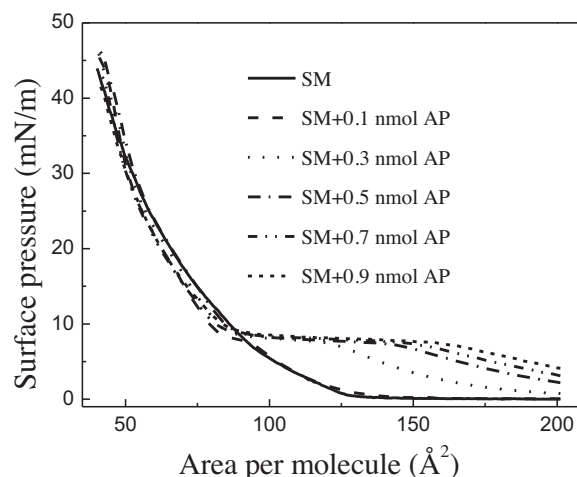 50
40
30
20
10
0
Surface pressure (mN/m)
SM
SM+0.1 nmol AP
SM+0.3 nmol AP
SM+0.5 nmol AP
SM+0.7 nmol AP
SM+0.9 nmol AP
50 100 150 200
Area per molecule (Å²)